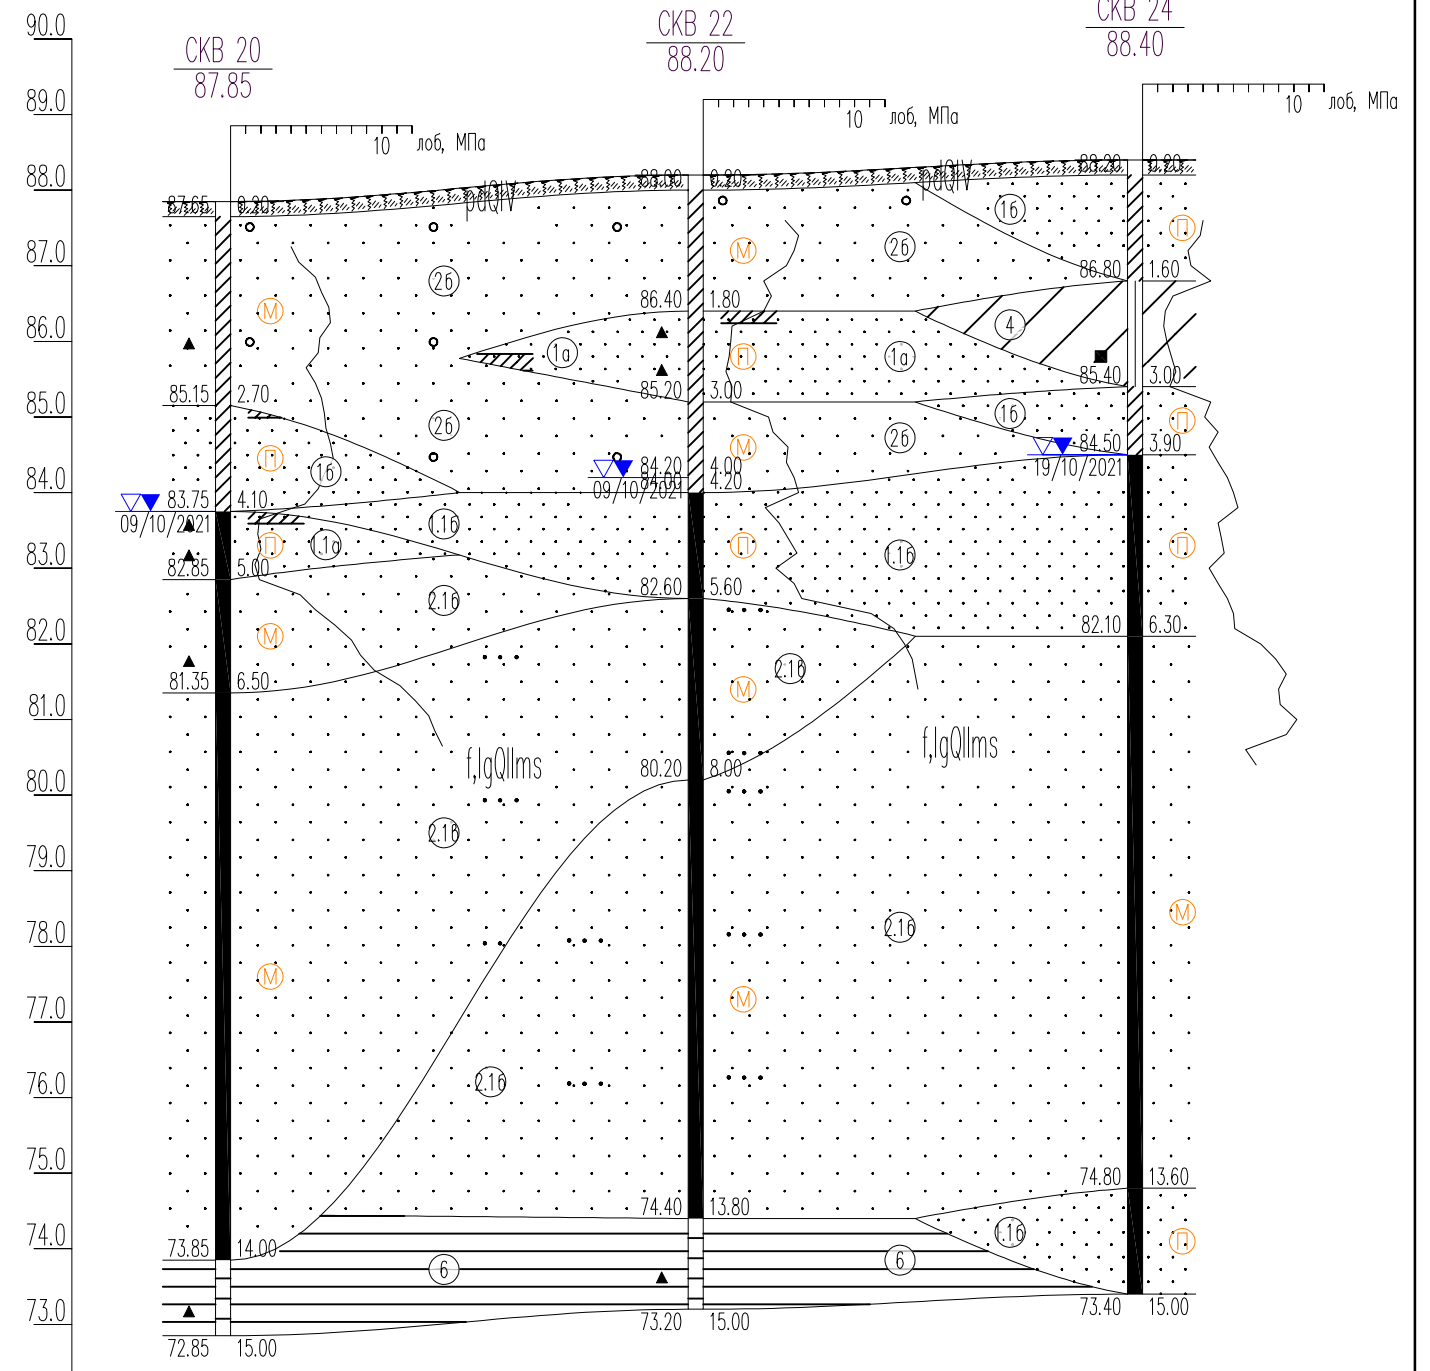 90.0
СКВ 20
87.85
СКВ 22
88.20
СКВ 24
88.40
89.0
10 лоб, МПа
10 лоб, МПа
10 лоб, МПа
88.0
87.65 0.20
pdQIV
88.00 0.20
pdQIV
88.20 0.20
1б
П
87.0
2б
М
2б
86.80 1.60
М
86.40 1.80
86.0
4
1а
П
1а
85.40 3.00
85.15 2.70
85.20 3.00
85.0
2б
М
2б
1б
П
П
1б
84.20 4.00
84.50 3.90
84.0
84.00 4.20
09/10/2021
19/10/2021
83.75 4.10
09/10/2021
1.1б
П
1.1а
П
1.1б
П
83.0
82.85 5.00
2.1б
82.60 5.60
82.0
М
82.10 6.30
81.35 6.50
М
2.1б
81.0
f,lgQIIms
f,lgQIIms
80.0
80.20 8.00
2.1б
79.0
78.0
2.1б
М
М
М
77.0
76.0
2.1б
75.0
74.80 13.60
74.40 13.80
74.0
1.1б
П
73.85 14.00
6
6
73.0
73.20 15.00
73.40 15.00
72.85 15.00